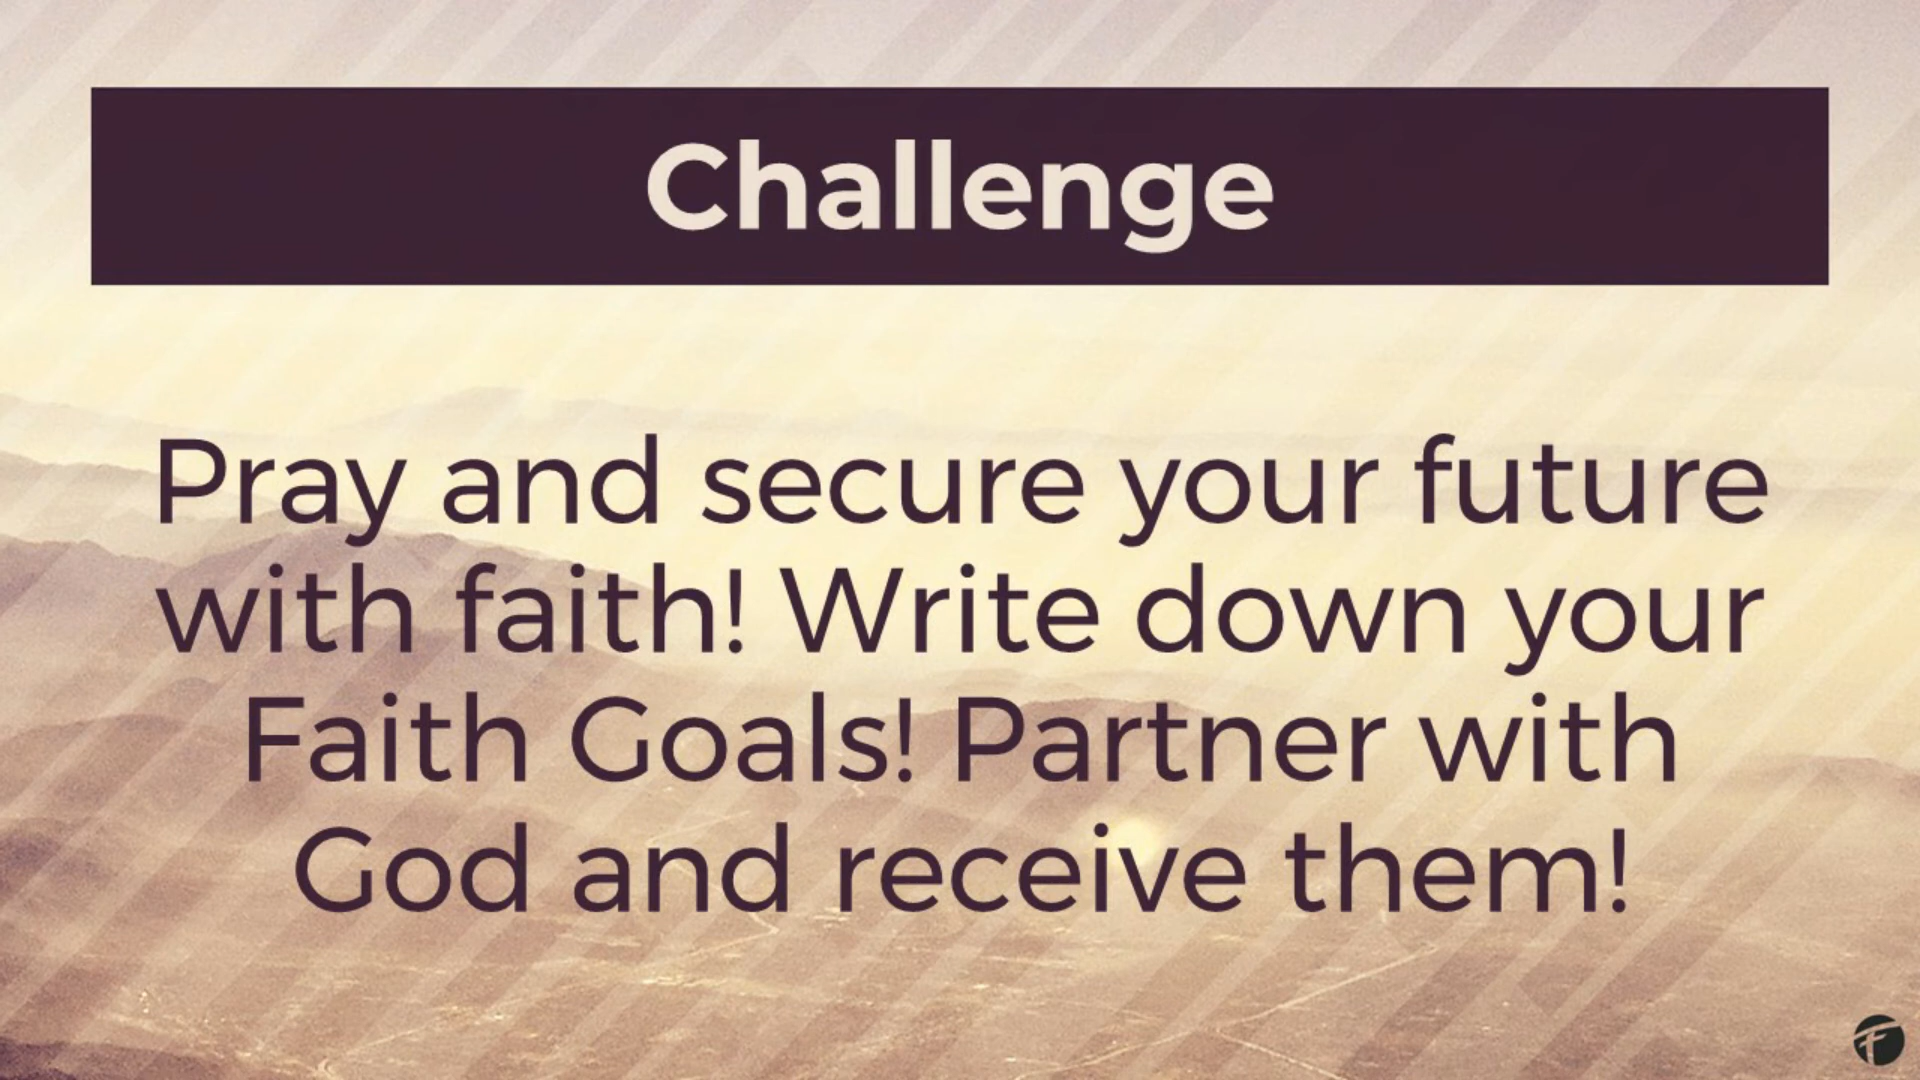 Challenge
Pray and secure your future
with faith! Write down your
Faith Goals! Partner with
God and receive them!